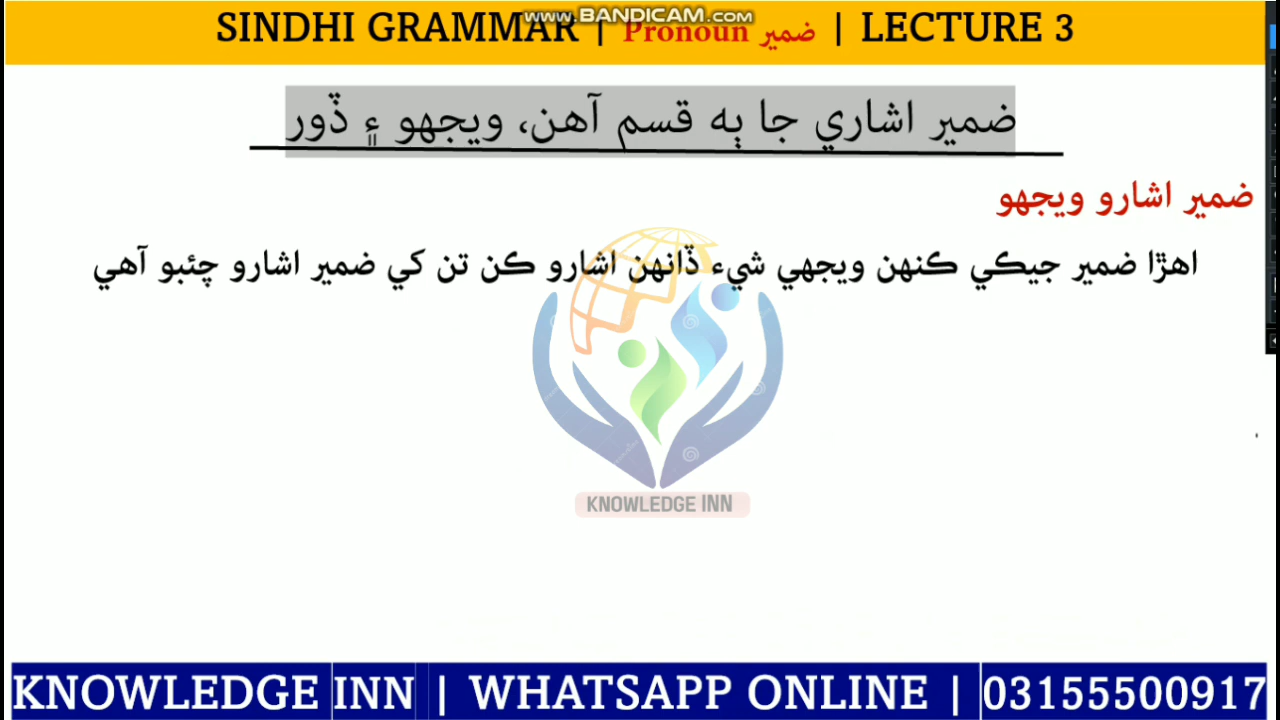 www.BANDICAM.com
SINDHI GRAMMAR | Pronoun ضمير | LECTURE 3
ضمير اشاري جا ٻه قسم آهن، ويجهو ۽ ڏور
ضمير اشارو ويجهو
اهڙا ضمير جيڪي ڪنهن ويجهي شيء ڏانهن اشارو ڪن تن کي ضمير اشارو چئبو آهي
KNOWLEDGE INN
KNOWLEDGE INN | WHATSAPP ONLINE | 03155500917